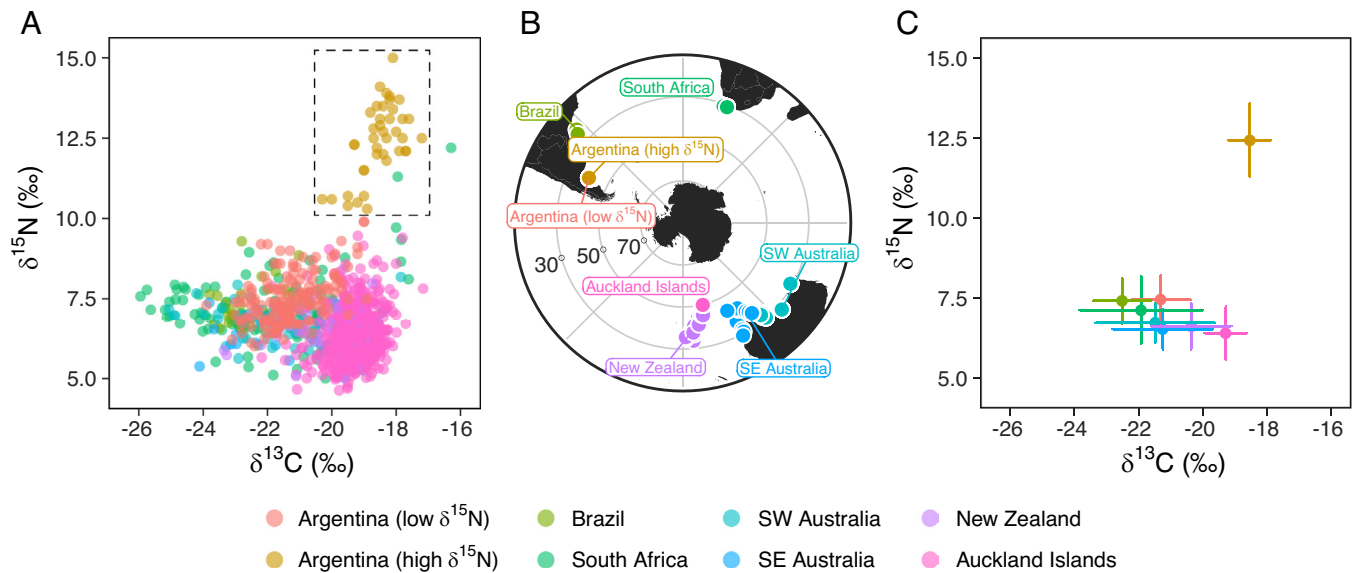 A
δ15N (‰)
15.0
12.5
10.0
7.5
5.0
-26 -24 -22 -20 -18 -16
δ13C (‰)
B
South Africa
Brazil
Argentina (high δ15N)
Argentina (low δ15N)
30° 50° 70°
SW Australia
Auckland Islands
New Zealand
SE Australia
C
δ15N (‰)
15.0
12.5
10.0
7.5
5.0
-26 -24 -22 -20 -18 -16
δ13C (‰)
Argentina (low δ15N) Brazil SW Australia New Zealand
Argentina (high δ15N) South Africa SE Australia Auckland Islands